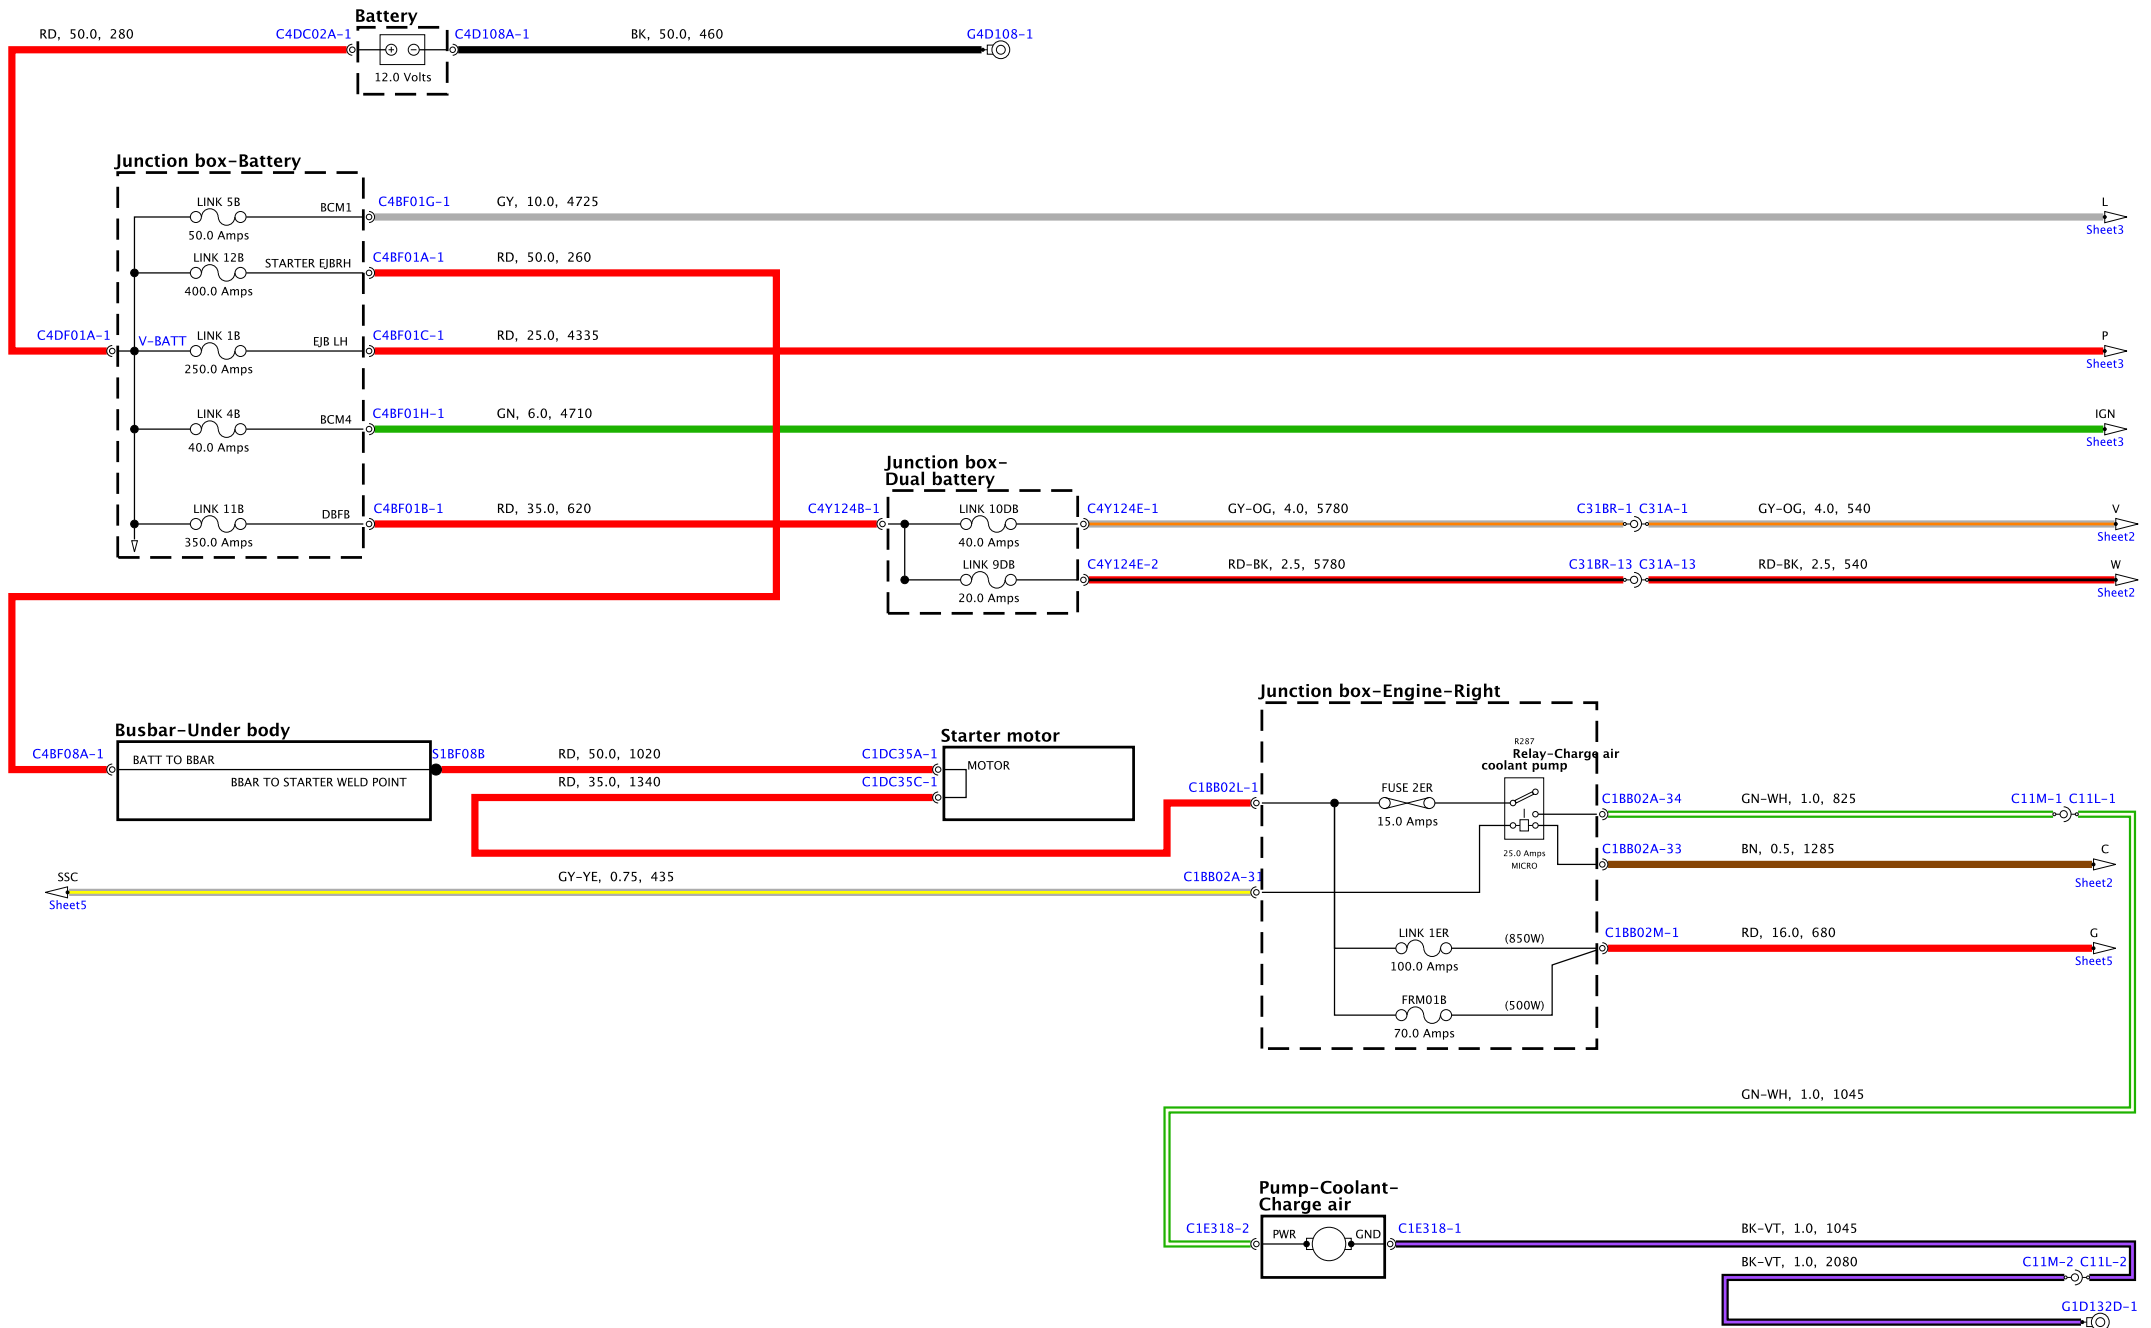 Battery
RD, 50.0, 280
C4DC02A-1
C4D108A-1
BK, 50.0, 460
G4D108-1
12.0 Volts
Junction box-Battery
LINK 5B
BCM1
C4BF01G-1
GY, 10.0, 4725
L
50.0 Amps
Sheet3
LINK 12B
STARTER EJBRH
C4BF01A-1
RD, 50.0, 260
400.0 Amps
C4DF01A-1
V-BATT
LINK 1B
EJB LH
C4BF01C-1
RD, 25.0, 4335
P
250.0 Amps
Sheet3
LINK 4B
BCM4
C4BF01H-1
GN, 6.0, 4710
IGN
40.0 Amps
Sheet3
Junction box-
Dual battery
LINK 11B
DBFB
C4BF01B-1
RD, 35.0, 620
C4Y124B-1
LINK 10DB
C4Y124E-1
GY-OG, 4.0, 5780
C31BR-1 C31A-1
GY-OG, 4.0, 540
V
350.0 Amps
40.0 Amps
Sheet2
LINK 9DB
C4Y124E-2
RD-BK, 2.5, 5780
C31BR-13 C31A-13
RD-BK, 2.5, 540
W
20.0 Amps
Sheet2
Junction box-Engine-Right
Busbar-Under body
Starter motor
C4BF08A-1
BATT TO BBAR
S1BF08B
RD, 50.0, 1020
C1DC35A-1
MOTOR
BBAR TO STARTER WELD POINT
RD, 35.0, 1340
C1DC35C-1
R287
Relay-Charge air
coolant pump
C1BB02L-1
FUSE 2ER
15.0 Amps
C1BB02A-34
GN-WH, 1.0, 825
C11M-1 C11L-1
25.0 Amps
MICRO
C1BB02A-33
BN, 0.5, 1285
C
Sheet2
SSC
GY-YE, 0.75, 435
C1BB02A-31
Sheet5
LINK 1ER
(850W)
C1BB02M-1
RD, 16.0, 680
G
100.0 Amps
Sheet5
FRM01B
(500W)
70.0 Amps
GN-WH, 1.0, 1045
Pump-Coolant-
Charge air
C1E318-2
PWR
GND
C1E318-1
BK-VT, 1.0, 1045
BK-VT, 1.0, 2080
C11M-2 C11L-2
G1D132D-1